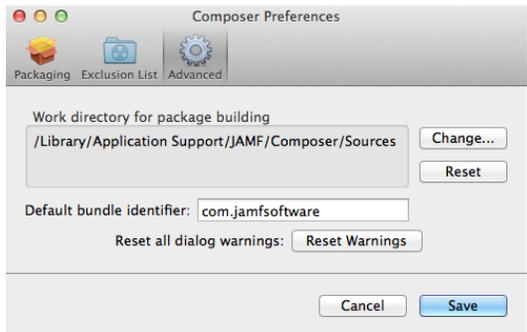 Composer Preferences
Packaging Exclusion List Advanced
Work directory for package building
/Library/Application Support/JAMF/Composer/Sources
Change...
Reset
Default bundle identifier: com.jamfsoftware
Reset all dialog warnings: Reset Warnings
Cancel Save